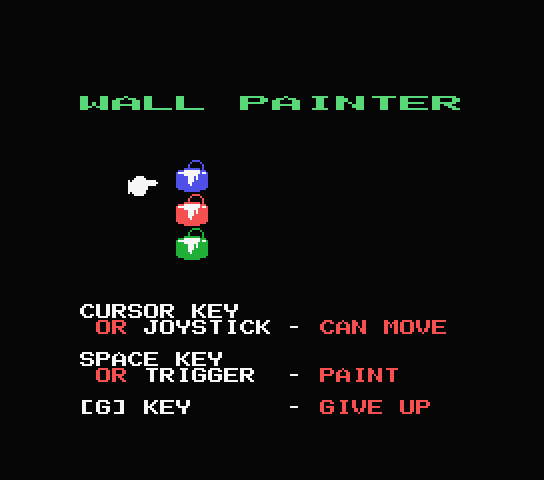 WALL PAINTER
CURSOR KEY
OR JOYSTICK - CAN MOVE
SPACE KEY
OR TRIGGER - PAINT
[G] KEY - GIVE UP